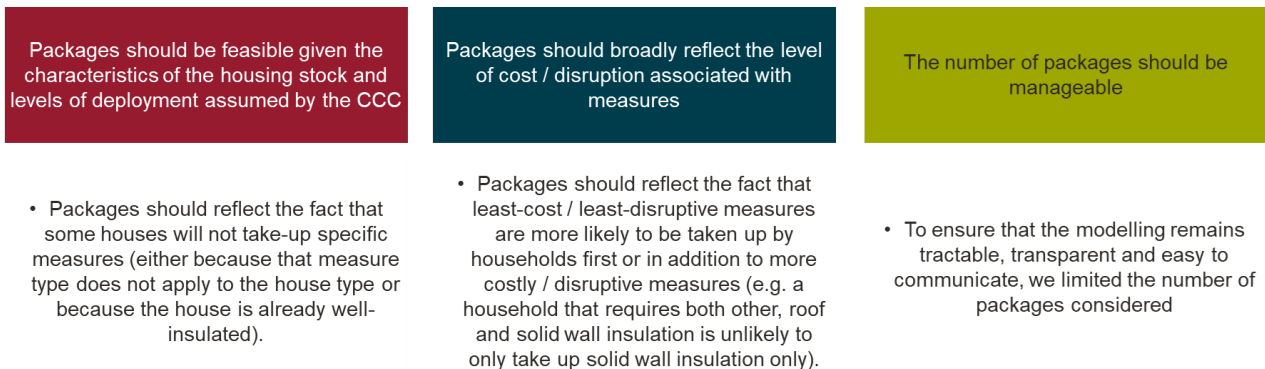 Packages should be feasible given the
characteristics of the housing stock and
levels of deployment assumed by the CCC
• Packages should reflect the fact that
some houses will not take-up specific
measures (either because that measure
type does not apply to the house type or
because the house is already well-
insulated).
Packages should broadly reflect the level
of cost / disruption associated with
measures
• Packages should reflect the fact that
least-cost / least-disruptive measures
are more likely to be taken up by
households first or in addition to more
costly / disruptive measures (e.g. a
household that requires both other, roof
and solid wall insulation is unlikely to
only take up solid wall insulation only).
The number of packages should be
manageable
• To ensure that the modelling remains
tractable, transparent and easy to
communicate, we limited the number of
packages considered